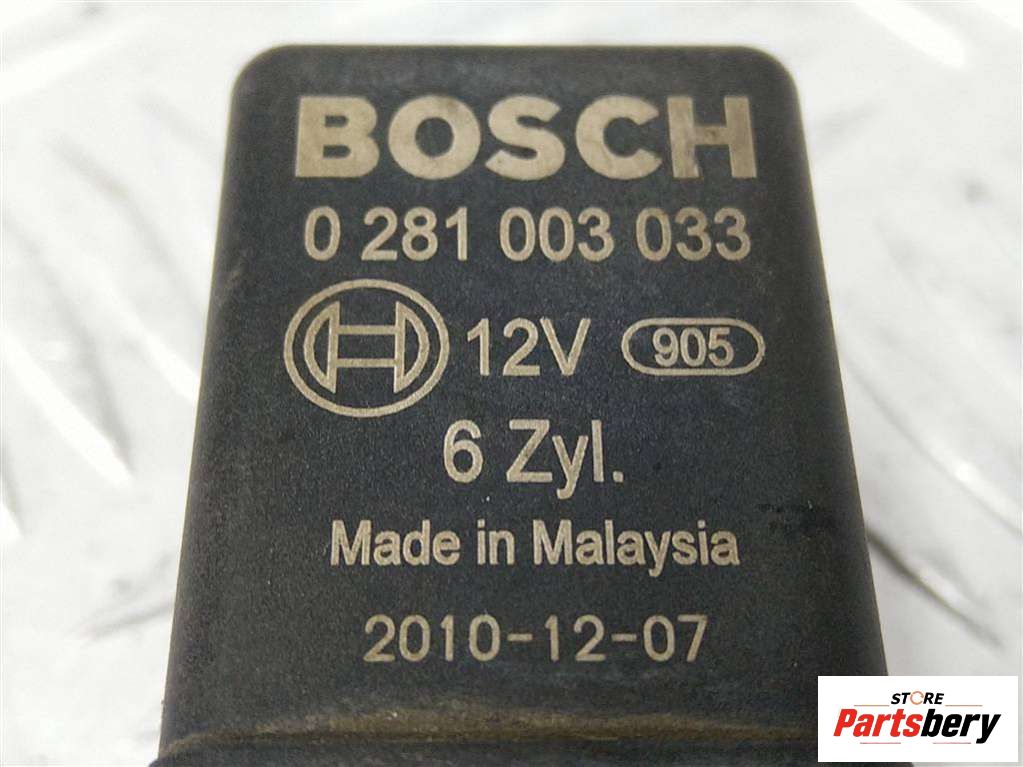 BOSCH
0 281 003 033
12V 905
6 Zyl.
Made in Malaysia
2010-12-07
STORE
Partsbery